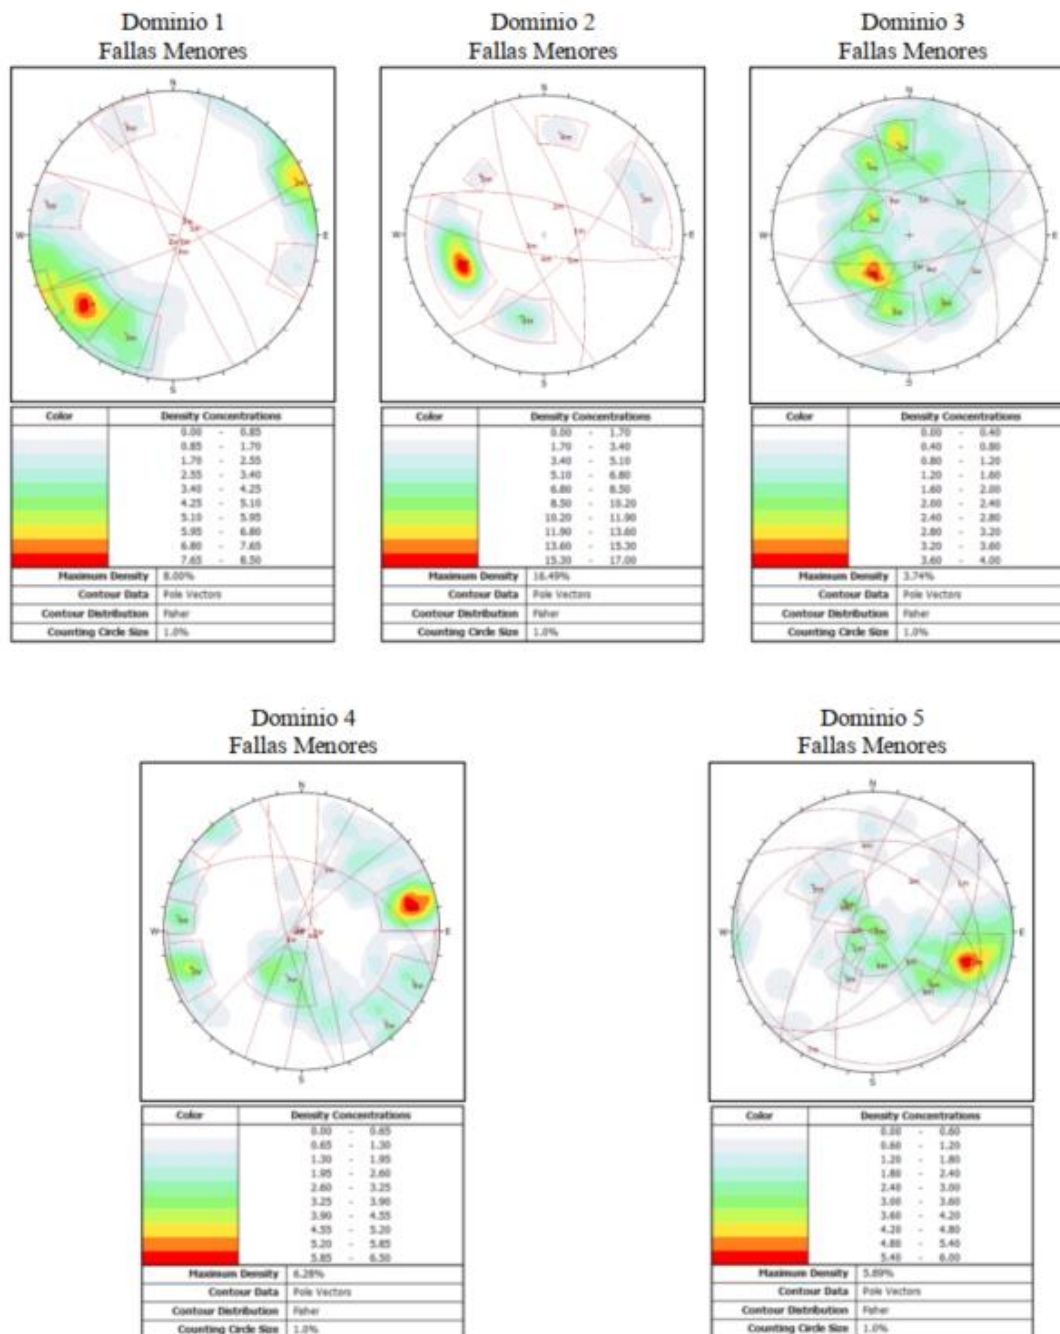 Dominio 1
Fallas Menores
Dominio 2
Fallas Menores
Dominio 3
Fallas Menores
N
W
E
S
N
W
E
S
N
W
E
S
Color Density Concentrations
0.00 - 0.85
0.85 - 1.70
1.70 - 2.55
2.55 - 3.40
3.40 - 4.25
4.25 - 5.10
5.10 - 5.95
5.95 - 6.80
6.80 - 7.65
7.65 - 8.50
Maximum Density 8.00%
Contour Data Pole Vectors
Contour Distribution Fisher
Counting Circle Size 1.0%
Color Density Concentrations
0.00 - 1.70
1.70 - 3.40
3.40 - 5.10
5.10 - 6.80
6.80 - 8.50
8.50 - 10.20
10.20 - 11.90
11.90 - 13.60
13.60 - 15.30
15.30 - 17.00
Maximum Density 16.49%
Contour Data Pole Vectors
Contour Distribution Fisher
Counting Circle Size 1.0%
Color Density Concentrations
0.00 - 0.40
0.40 - 0.80
0.80 - 1.20
1.20 - 1.60
1.60 - 2.00
2.00 - 2.40
2.40 - 2.80
2.80 - 3.20
3.20 - 3.60
3.60 - 4.00
Maximum Density 3.74%
Contour Data Pole Vectors
Contour Distribution Fisher
Counting Circle Size 1.0%
Dominio 4
Fallas Menores
Dominio 5
Fallas Menores
N
W
E
S
N
W
E
S
Color Density Concentrations
0.00 - 0.65
0.65 - 1.30
1.30 - 1.95
1.95 - 2.60
2.60 - 3.25
3.25 - 3.90
3.90 - 4.55
4.55 - 5.20
5.20 - 5.85
5.85 - 6.50
Maximum Density 6.28%
Contour Data Pole Vectors
Contour Distribution Fisher
Counting Circle Size 1.0%
Color Density Concentrations
0.00 - 0.60
0.60 - 1.20
1.20 - 1.80
1.80 - 2.40
2.40 - 3.00
3.00 - 3.60
3.60 - 4.20
4.20 - 4.80
4.80 - 5.40
5.40 - 6.00
Maximum Density 5.69%
Contour Data Pole Vectors
Contour Distribution Fisher
Counting Circle Size 1.0%